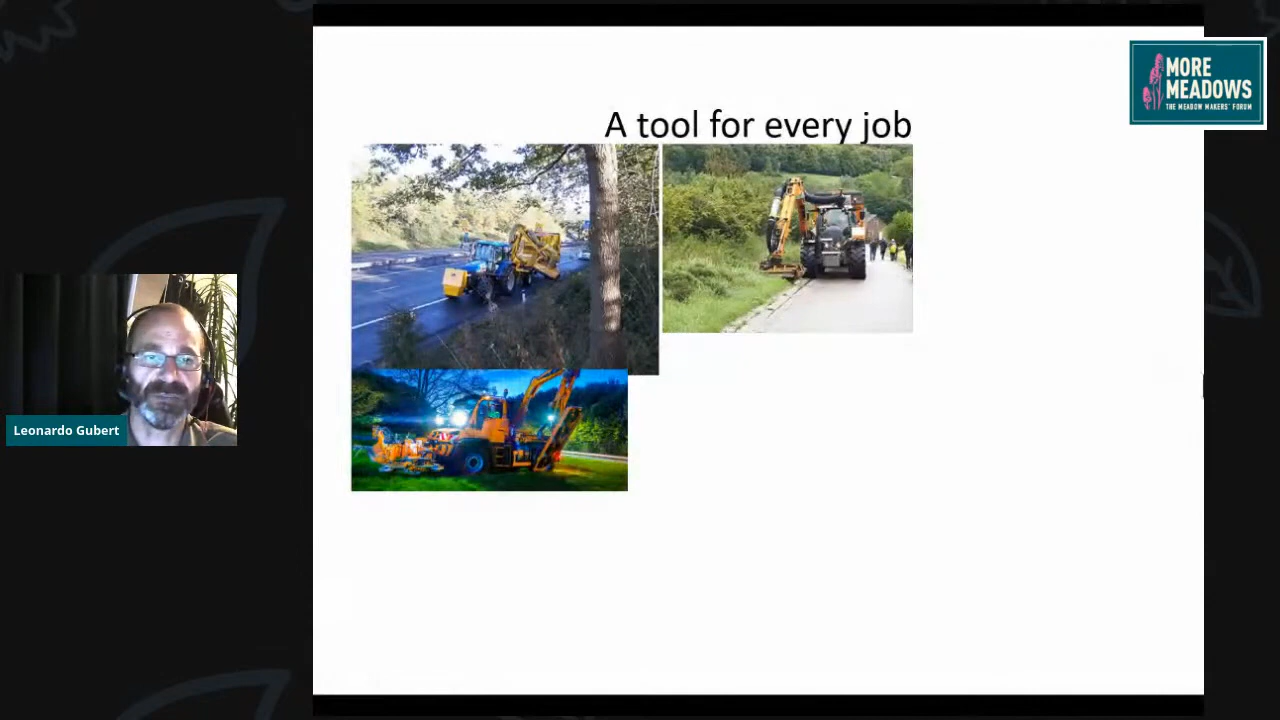 A tool for every job
MORE
MEADOWS
THE MEADOW MAKERS' FORUM
Leonardo Gubert